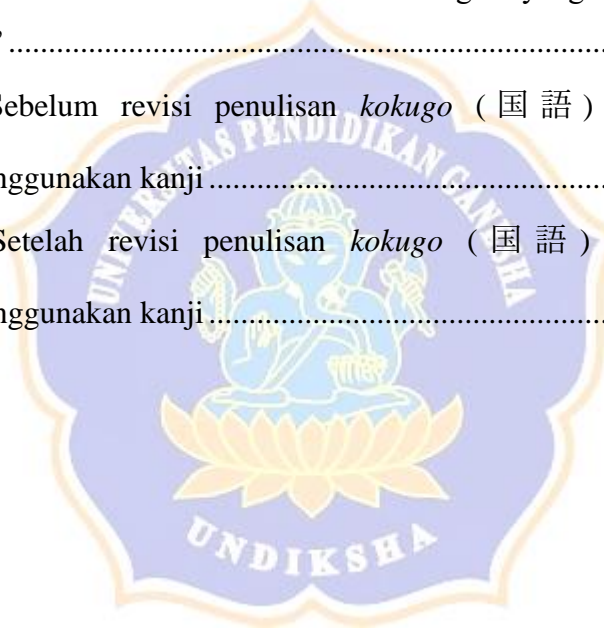 yang
.....................................................................................
Sebelum revisi penulisan kokugo ( 国 語 )
nggunakan kanji ............................................................
Setelah revisi penulisan kokugo ( 国 語 )
nggunakan kanji ............................................................
UNIVERSITAS PENDIDIKAN GANESHA
UNDIKSHA